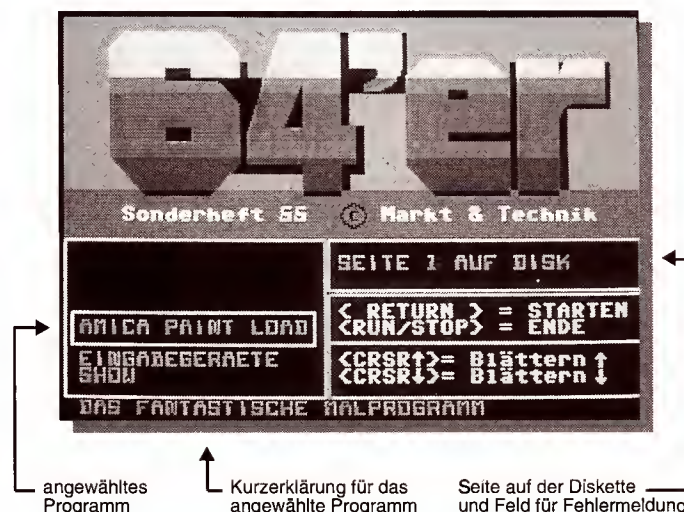 64'er
Sonderheft 55 © Markt & Technik
SEITE 1 AUF DISK
AMICA PAINT LOAD
EINGABEGERAETE
SHOW
< RETURN > = STARTEN
<RUN/STOP> = ENDE
<CRSR↑>= Blättern ↑
<CRSR↓>= Blättern ↓
DAS FANTASTISCHE MALPROGRAMM
angewähltes
Programm
Kurzerklärung für das
angewählte Programm
Seite auf der Diskette
und Feld für Fehlermeldung